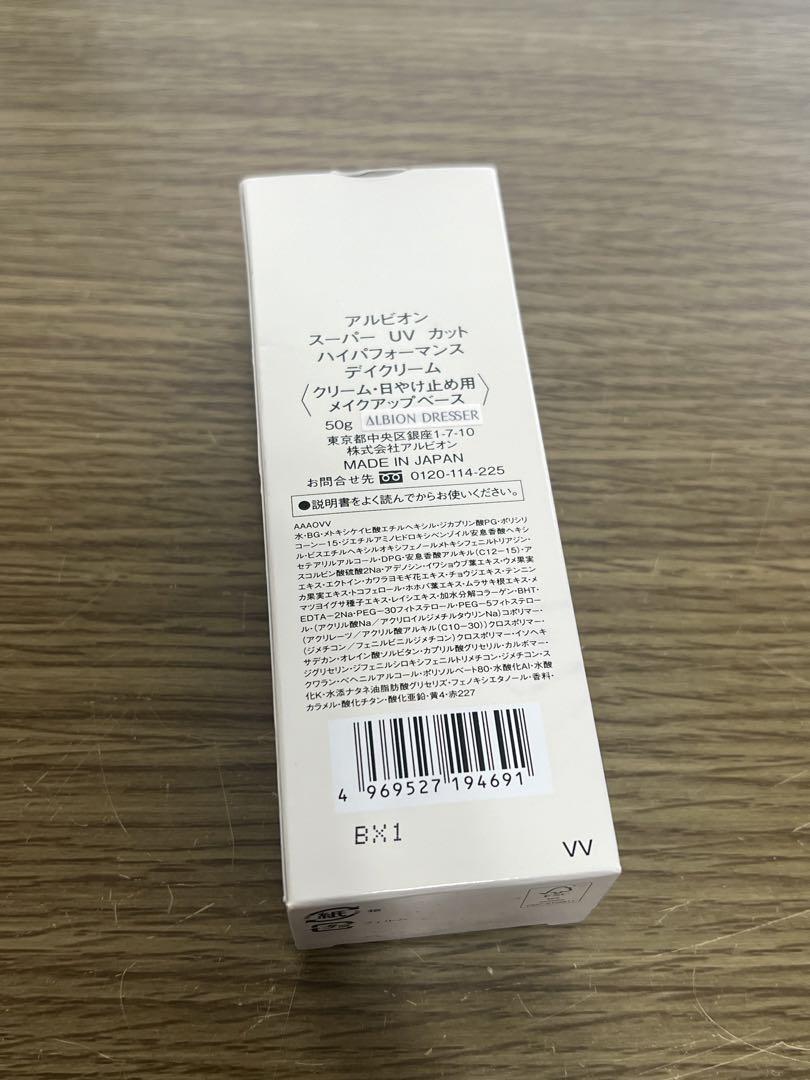 アルビオン
スーパー UV カット
ハイパフォーマンス
デイクリーム
〈クリーム・日やけ止め用
メイクアップベース〉
50g ALBION DRESSER
東京都中央区銀座1-7-10
株式会社アルビオン
MADE IN JAPAN
お問合せ先 0120-114-225
●説明書をよく読んでからお使いください。
AAAOVV
水・BG・メトキシケイヒ酸エチルヘキシル・ジカプリン酸PG・ポリシリ
コーン-15・ジエチルアミノヒドロキシベンゾイル安息香酸ヘキシ
ル・ビスエチルヘキシルオキシフェノールメトキシフェニルトリアジン・
セテアリルアルコール・DPG・安息香酸アルキル(C12-15)・ア
スコルビン酸硫酸2Na・アデノシン・イワショウブ葉エキス・ウメ果実
エキス・エクトイン・カワラヨモギ花エキス・チョウジエキス・テンニン
カ果実エキス・トコフェロール・ホホバ葉エキス・ムラサキ根エキス・メ
マツヨイグサ種子エキス・レイシエキス・加水分解コラーゲン・BHT・
EDTA-2Na・PEG-30フィトステロール・PEG-5フィトステロー
ル・(アクリル酸Na/アクリロイルジメチルタウリンNa)コポリマー・
(アクリレーツ/アクリル酸アルキル(C10-30))クロスポリマー・
(ジメチコン/フェニルビニルジメチコン)クロスポリマー・イソヘキ
サデカン・オレイン酸ソルビタン・カプリル酸グリセリル・カルボマー・
スジグリセリン・ジフェニルシロキシフェニルトリメチコン・ジメチコン・ス
クワラン・ベヘニルアルコール・ポリソルベート80・水酸化Al・水酸
化K・水添ナタネ油脂肪酸グリセリズ・フェノキシエタノール・香料・
カラメル・酸化チタン・酸化亜鉛・黄4・赤227
4 969527 194691
BX1
VV
紙 箱
プラ